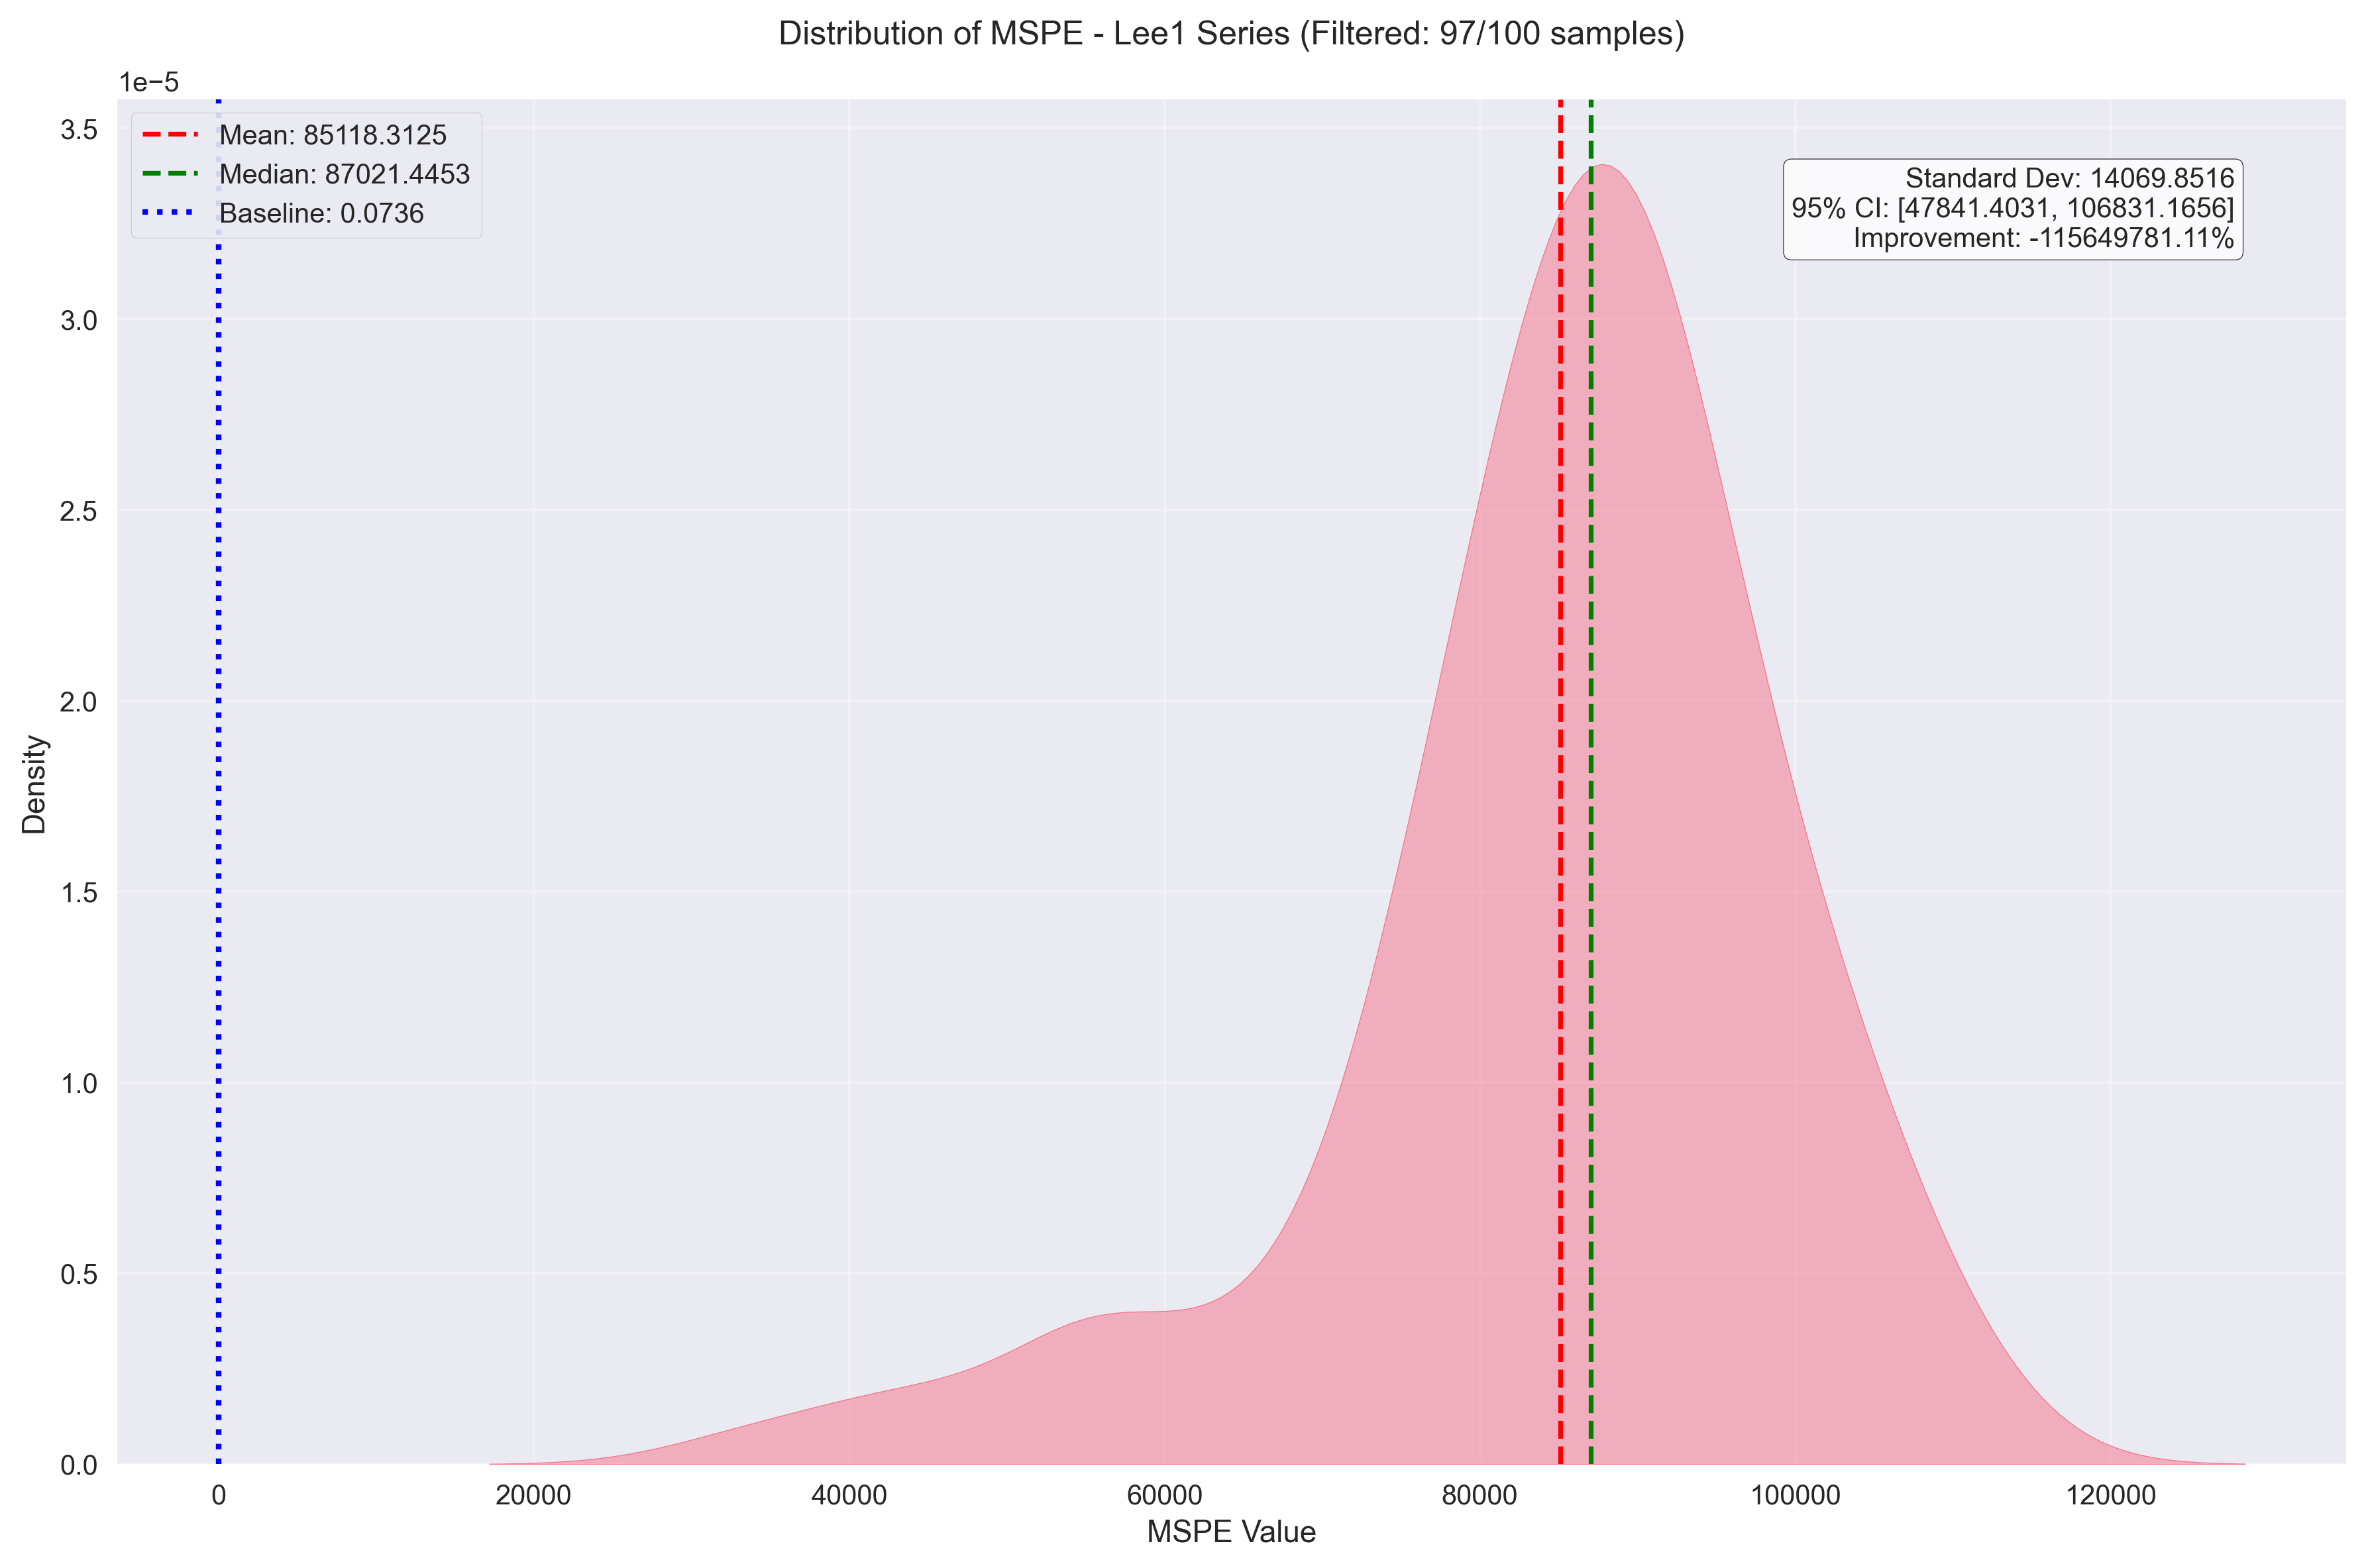 Distribution of MSPE - Lee1 Series (Filtered: 97/100 samples)
1e−5
Mean: 85118.3125
Median: 87021.4453
Baseline: 0.0736
Standard Dev: 14069.8516
95% CI: [47841.4031, 106831.1656]
Improvement: -115649781.11%
3.5
3.0
2.5
2.0
1.5
1.0
0.5
0.0
Density
0 20000 40000 60000 80000 100000 120000
MSPE Value